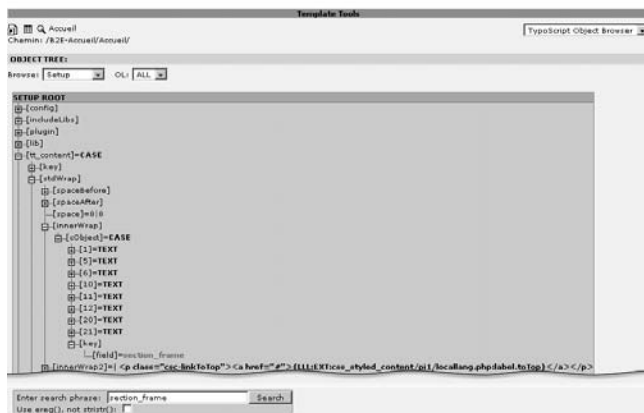 Template Tools
Accueil
TypoScript Object Browser
Chemin: /B2E-Accueil/Accueil/
OBJECT TREE:
Browse: Setup OL: ALL
SETUP ROOT
[config]
[includeLibs]
[plugin]
[lib]
[tt_content]=CASE
[key]
[stdWrap]
[spaceBefore]
[spaceAfter]
[space]=0|0
[innerWrap]
[cObject]=CASE
[1]=TEXT
[5]=TEXT
[6]=TEXT
[10]=TEXT
[11]=TEXT
[12]=TEXT
[20]=TEXT
[21]=TEXT
[key]
[field]=section_frame
[innerWrap2]=| <p class="csc-linkToTop"><a href="#">{LLL:EXT:css_styled_content/pi1/locallang.php:label.toTop}</a></p>
Enter search phrase: section_frame Search
Use ereg(), not stristr():